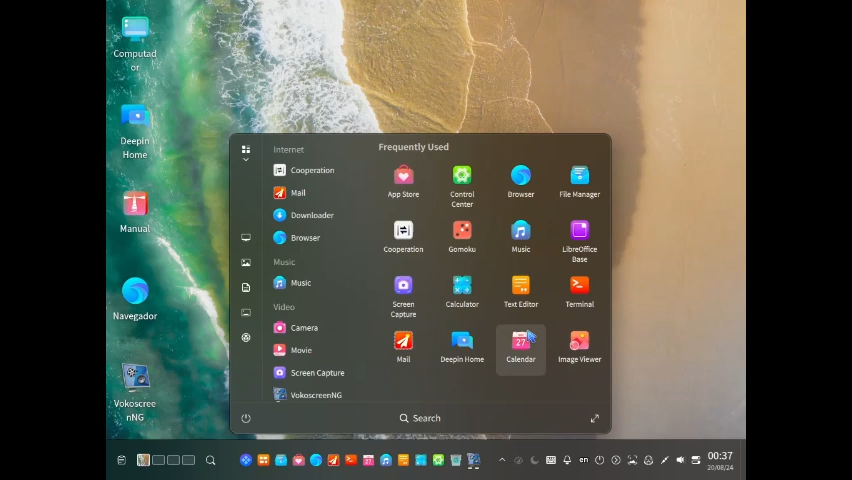 Computad
or
Deepin
Home
Manual
Navegador
Vokoscree
nNG
Internet
Cooperation
Mail
Downloader
Browser
Music
Music
Video
Camera
Movie
Screen Capture
VokoscreenNG
Frequently Used
App Store
Control
Center
Browser
File Manager
Cooperation
Gomoku
Music
LibreOffice
Base
Screen
Capture
Calculator
Text Editor
Terminal
Mail
Deepin Home
27
Calendar
Image Viewer
Search
en
00:37
20/08/24